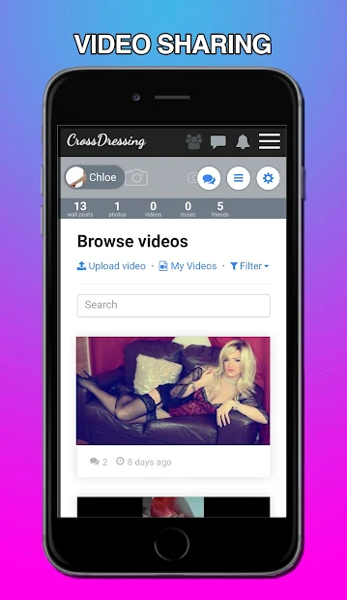 VIDEO SHARING
CrossDressing
Chloe
13 1 0 0 5
wall posts photos videos music friends
Browse videos
Upload video · My Videos · Filter
Search
2 8 days ago